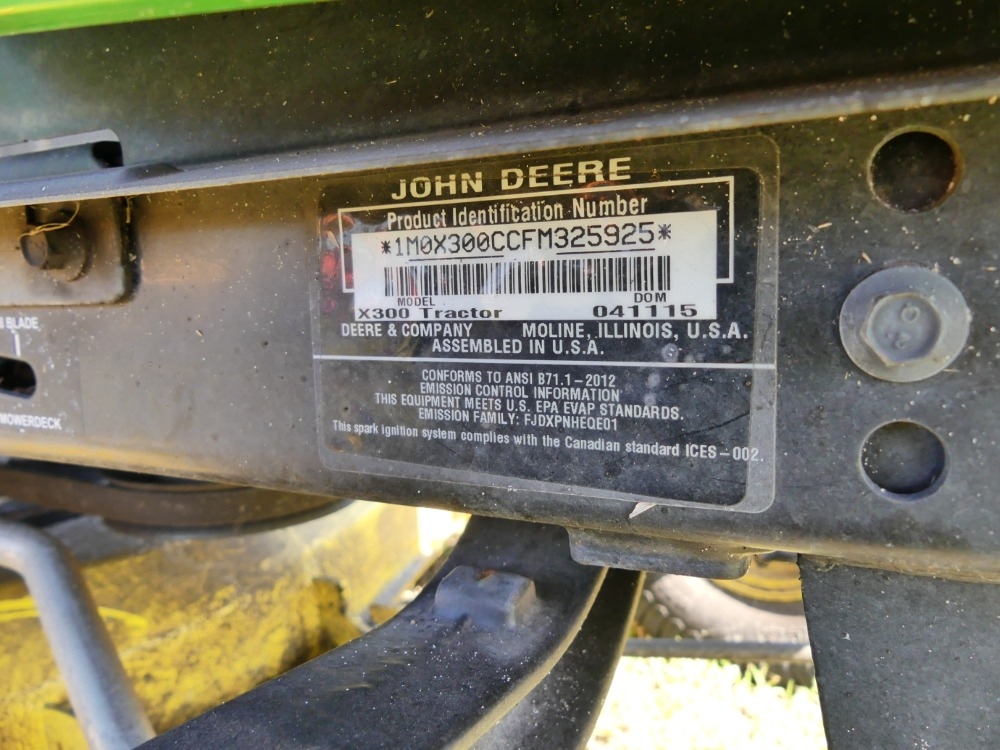 JOHN DEERE
Product Identification Number
*1M0X300CCFM325925*
MODEL DOM
X300 Tractor 041115
DEERE & COMPANY MOLINE, ILLINOIS, U.S.A.
ASSEMBLED IN U.S.A.
CONFORMS TO ANSI B71.1-2012
EMISSION CONTROL INFORMATION
THIS EQUIPMENT MEETS U.S. EPA EVAP STANDARDS.
EMISSION FAMILY: FJDXPNHEQE01
This spark ignition system complies with the Canadian standard ICES-002.
BLADE
MOWERDECK